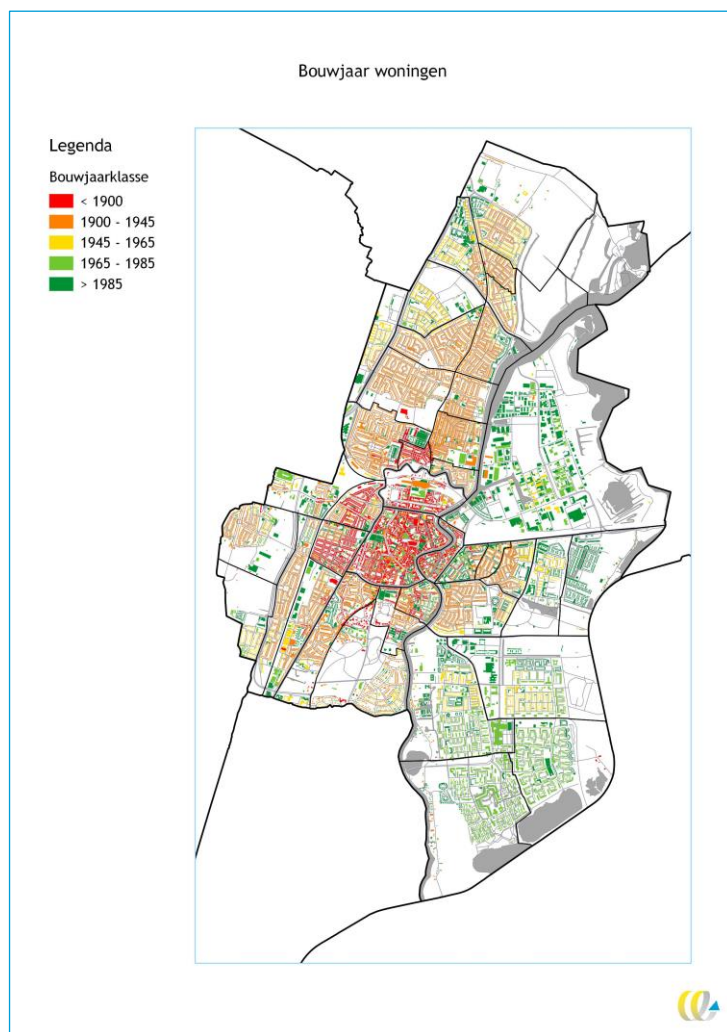 Bouwjaar woningen
Legenda
Bouwjaarklasse
< 1900
1900 - 1945
1945 - 1965
1965 - 1985
> 1985